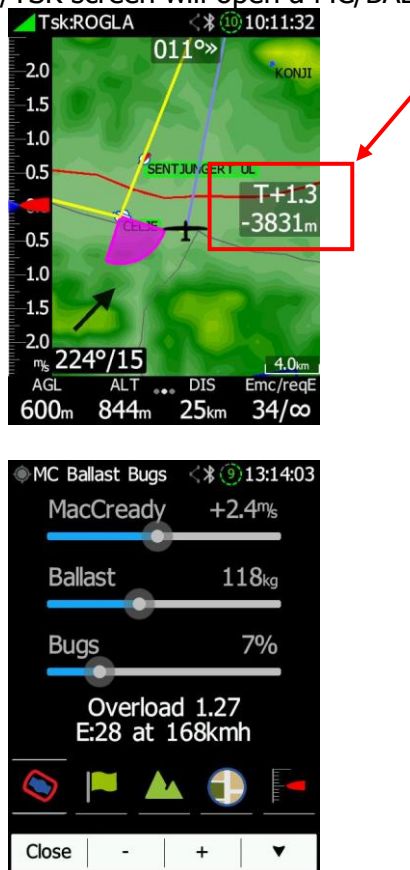 /TSK screen will open a MC/BAL
Tsk:ROGLA 10 10:11:32
011°»
KONJI
2.0
1.5
1.0
0.5
SENTJUNGERT UL
T+1.3
-3831m
CELJE
0.5
1.0
1.5
2.0
m/s 224°/15 4.0km
AGL ALT DIS Emc/reqE
600m 844m 25km 34/∞
MC Ballast Bugs 9 13:14:03
MacCready +2.4m/s
Ballast 118kg
Bugs 7%
Overload 1.27
E:28 at 168kmh
Close - + ▼